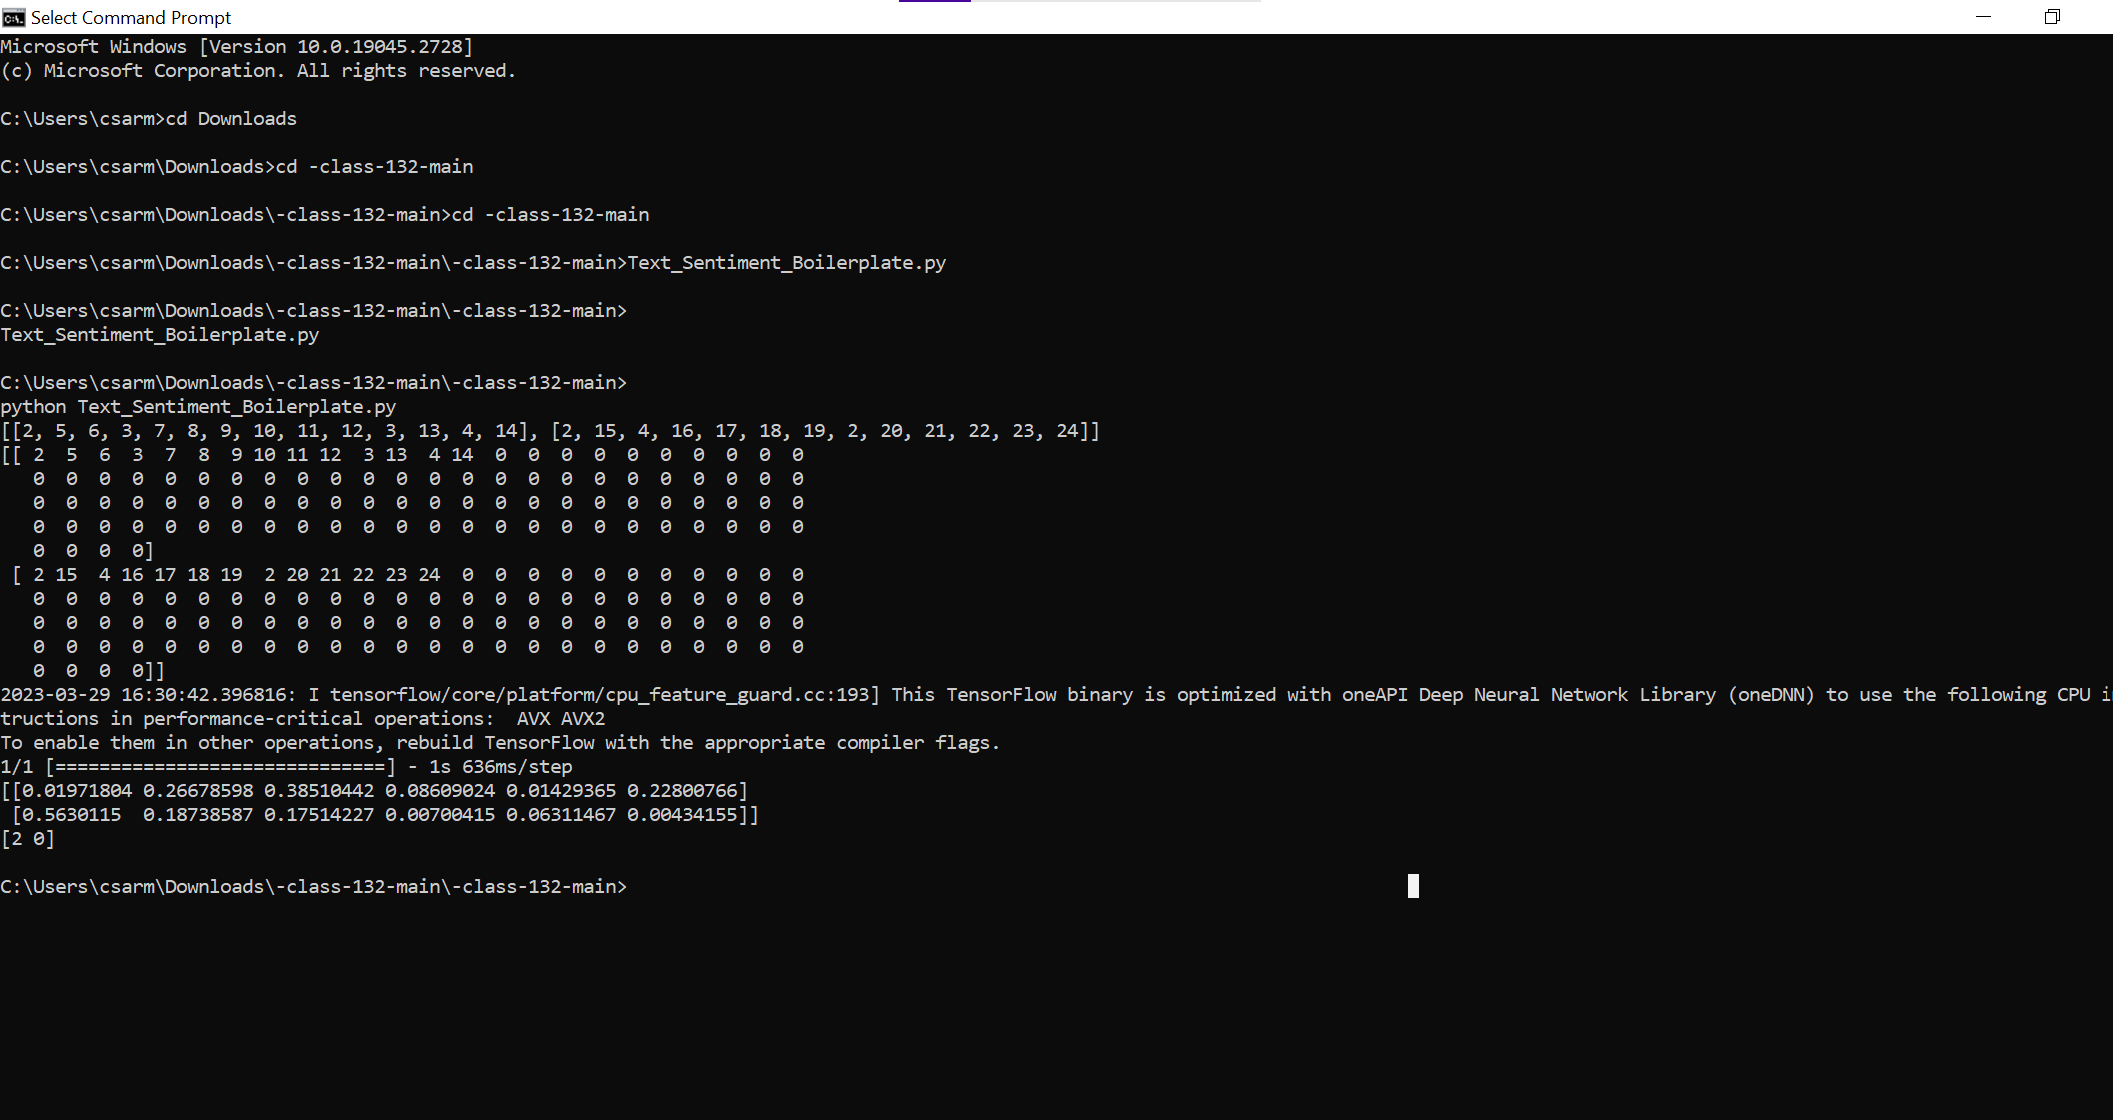 Select Command Prompt
Microsoft Windows [Version 10.0.19045.2728]
(c) Microsoft Corporation. All rights reserved.
C:\Users\csarm>cd Downloads
C:\Users\csarm\Downloads>cd -class-132-main
C:\Users\csarm\Downloads\-class-132-main>cd -class-132-main
C:\Users\csarm\Downloads\-class-132-main\-class-132-main>Text_Sentiment_Boilerplate.py
C:\Users\csarm\Downloads\-class-132-main\-class-132-main>
Text_Sentiment_Boilerplate.py
C:\Users\csarm\Downloads\-class-132-main\-class-132-main>
python Text_Sentiment_Boilerplate.py
[[2, 5, 6, 3, 7, 8, 9, 10, 11, 12, 3, 13, 4, 14], [2, 15, 4, 16, 17, 18, 19, 2, 20, 21, 22, 23, 24]]
[[ 2  5  6  3  7  8  9 10 11 12  3 13  4 14  0  0  0  0  0  0  0  0  0  0
   0  0  0  0  0  0  0  0  0  0  0  0  0  0  0  0  0  0  0  0  0  0  0  0
   0  0  0  0  0  0  0  0  0  0  0  0  0  0  0  0  0  0  0  0  0  0  0  0
   0  0  0  0  0  0  0  0  0  0  0  0  0  0  0  0  0  0  0  0  0  0  0  0
   0  0  0  0]
 [ 2 15  4 16 17 18 19  2 20 21 22 23 24  0  0  0  0  0  0  0  0  0  0  0
   0  0  0  0  0  0  0  0  0  0  0  0  0  0  0  0  0  0  0  0  0  0  0  0
   0  0  0  0  0  0  0  0  0  0  0  0  0  0  0  0  0  0  0  0  0  0  0  0
   0  0  0  0  0  0  0  0  0  0  0  0  0  0  0  0  0  0  0  0  0  0  0  0
   0  0  0  0]]
2023-03-29 16:30:42.396816: I tensorflow/core/platform/cpu_feature_guard.cc:193] This TensorFlow binary is optimized with oneAPI Deep Neural Network Library (oneDNN) to use the following CPU in
tructions in performance-critical operations:  AVX AVX2
To enable them in other operations, rebuild TensorFlow with the appropriate compiler flags.
1/1 [==============================] - 1s 636ms/step
[[0.01971804 0.26678598 0.38510442 0.08609024 0.01429365 0.22800766]
 [0.5630115  0.18738587 0.17514227 0.00700415 0.06311467 0.00434155]]
[2 0]
C:\Users\csarm\Downloads\-class-132-main\-class-132-main>